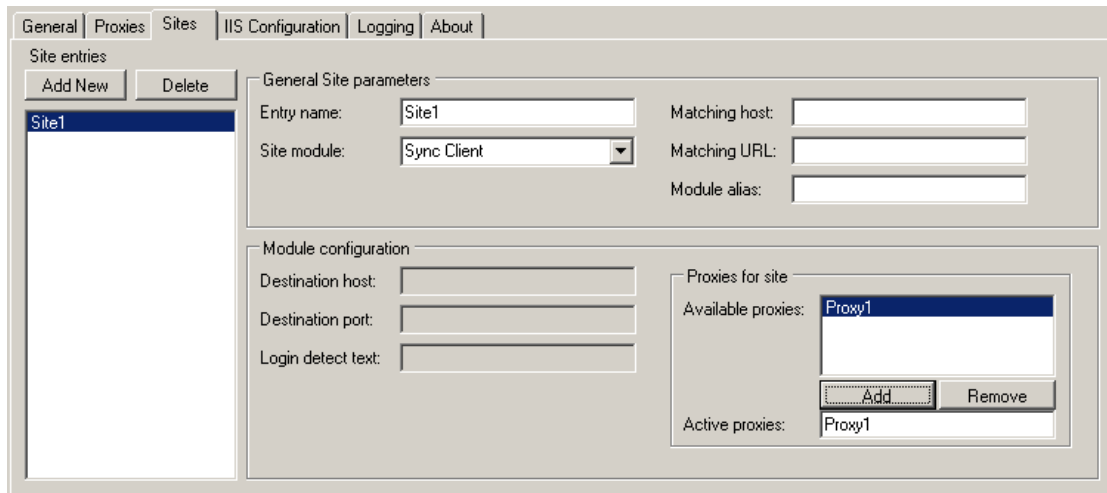 General Proxies Sites IIS Configuration Logging About
Site entries
Add New Delete
Site1
General Site parameters
Entry name: Site1
Site module: Sync Client
Matching host:
Matching URL:
Module alias:
Module configuration
Destination host:
Destination port:
Login detect text:
Proxies for site
Available proxies: Proxy1
Add Remove
Active proxies: Proxy1